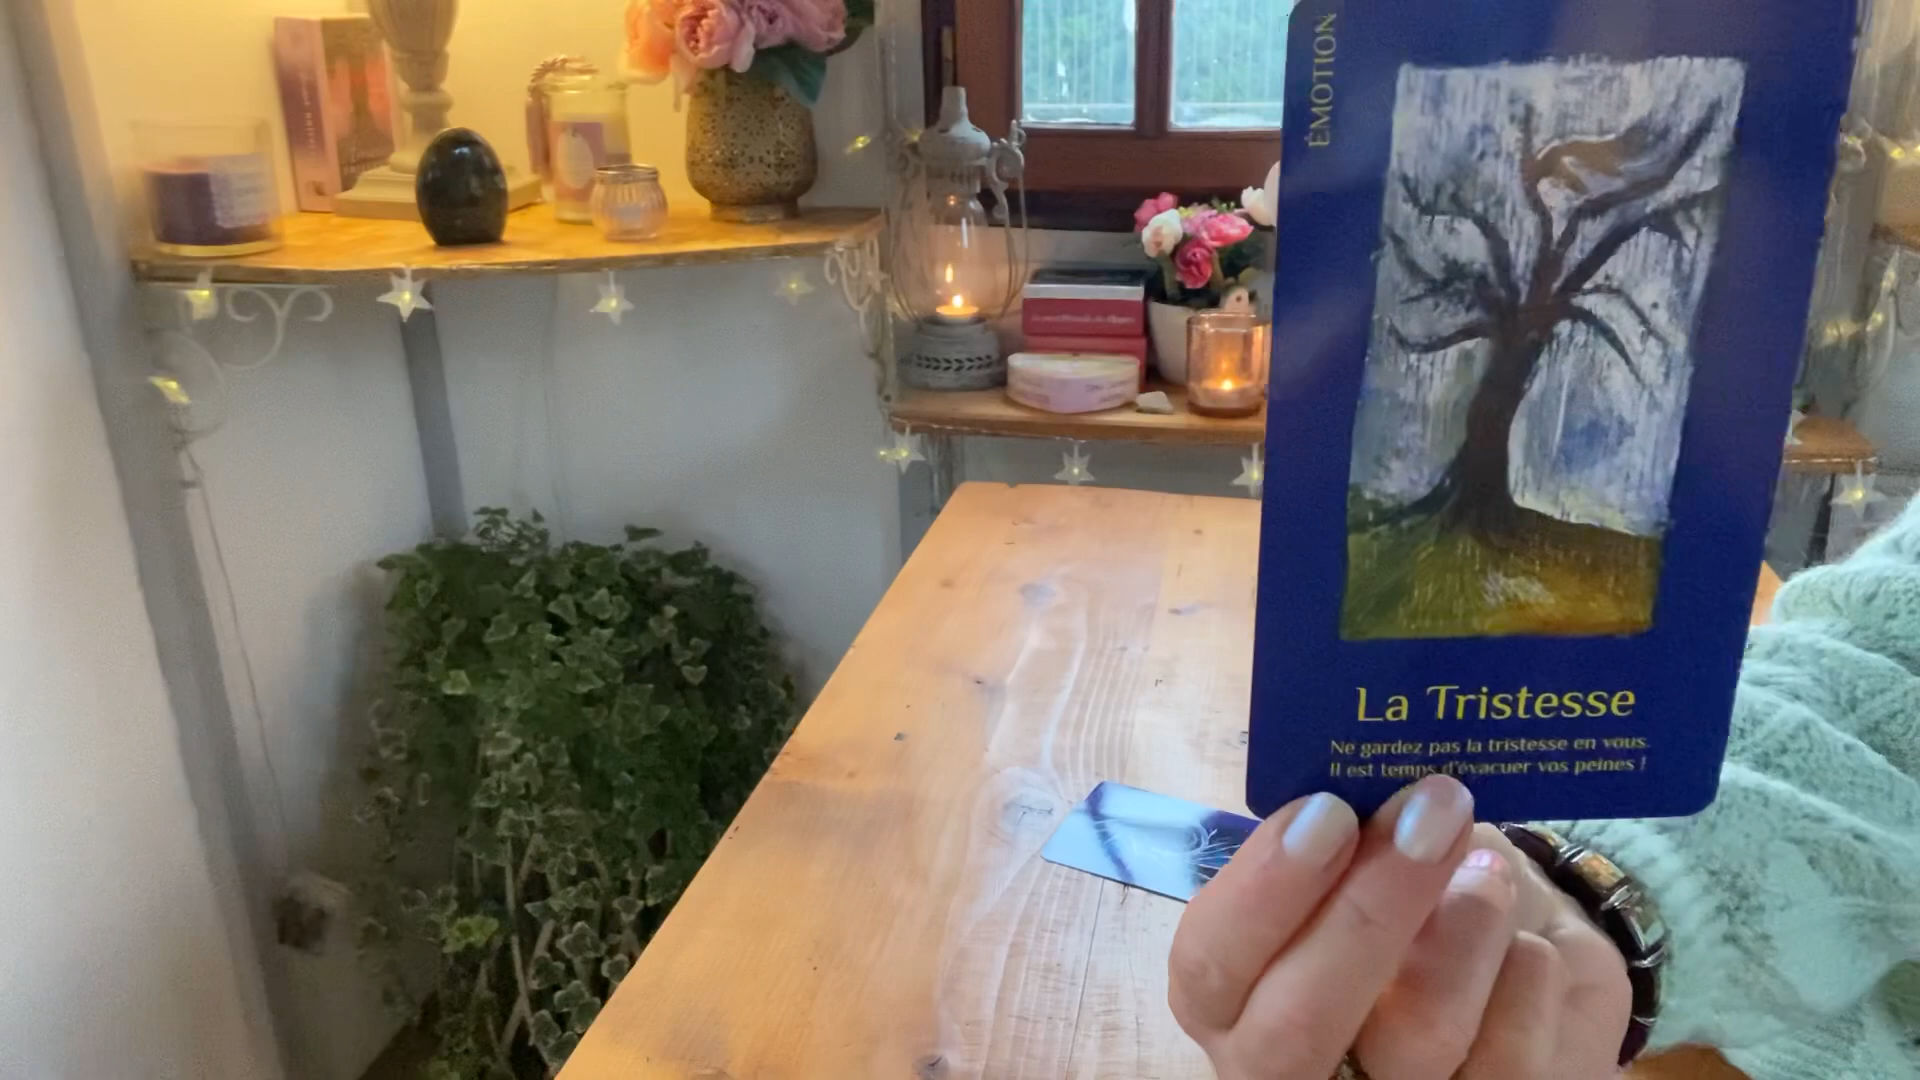 ÉMOTION
La Tristesse
Ne gardez pas la tristesse en vous.
Il est temps d'évacuer vos peines !